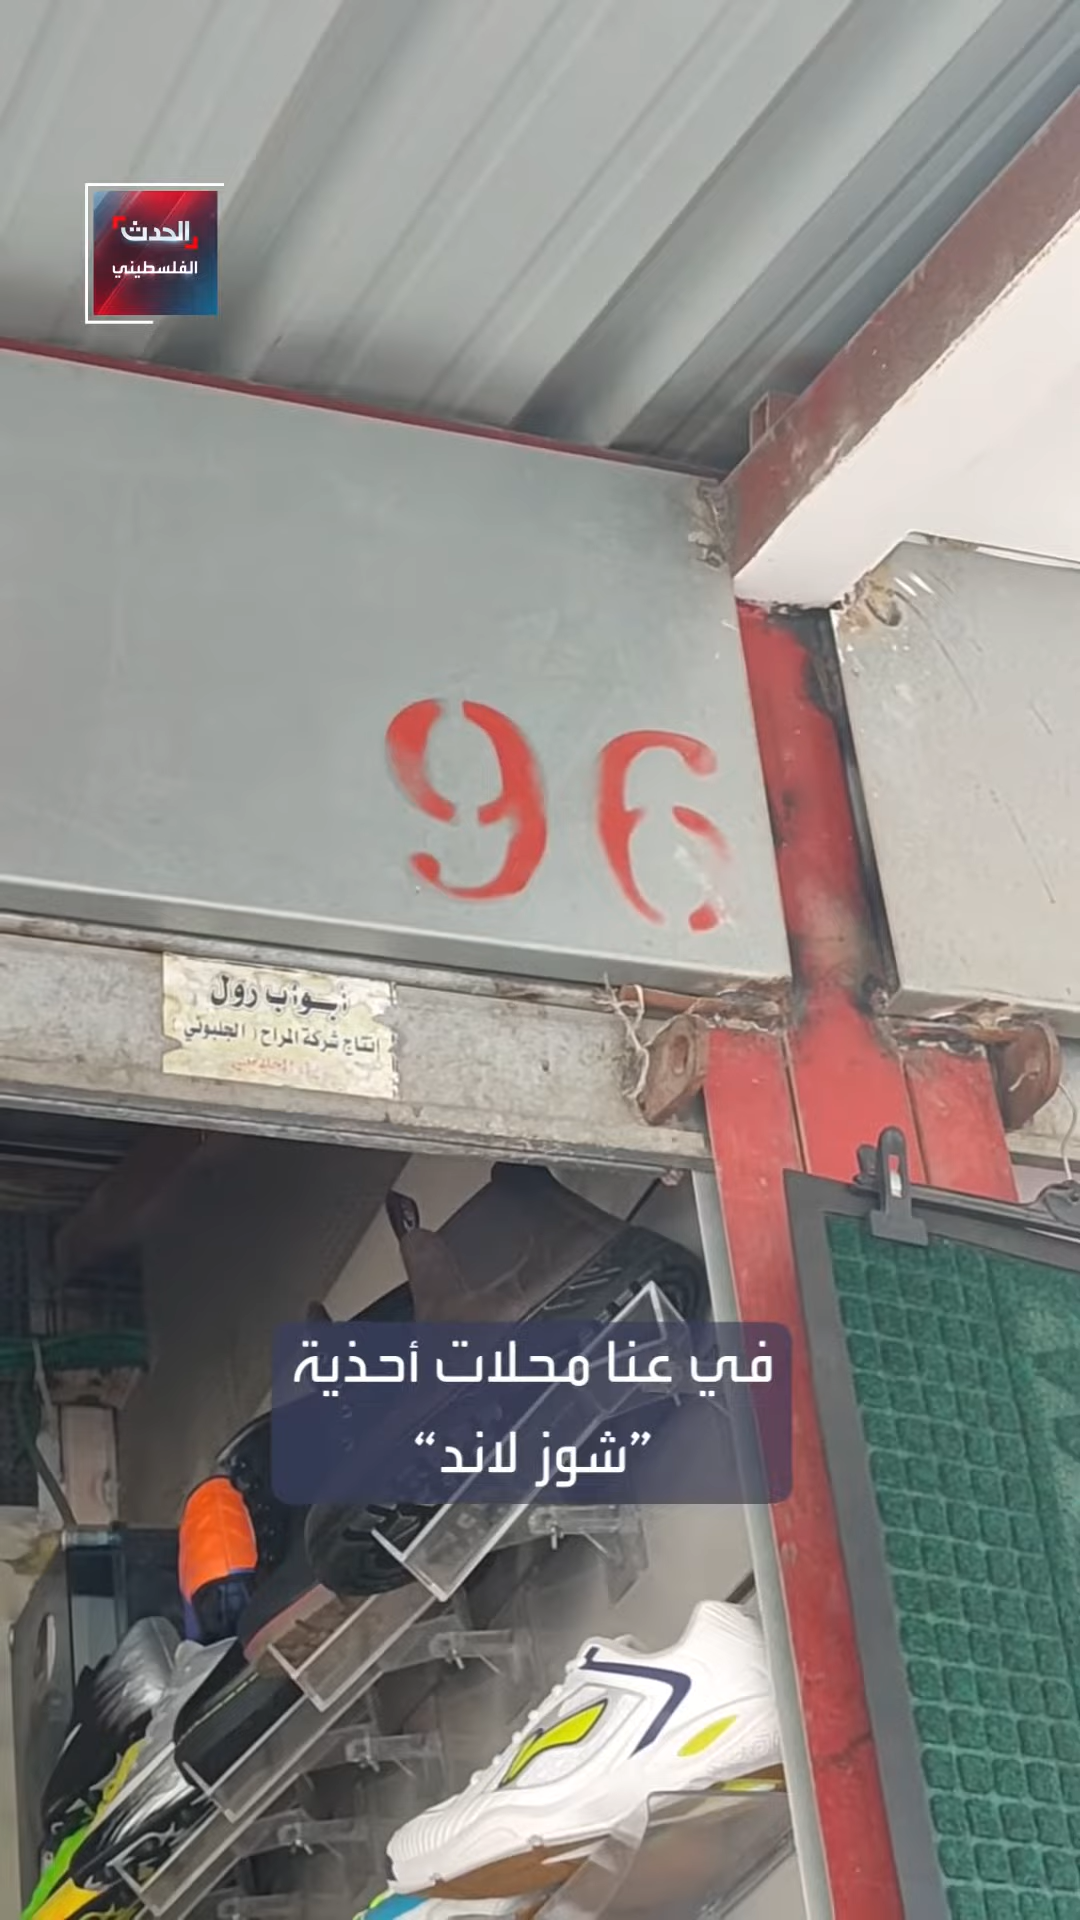 الحدث
الفلسطيني
96
أبواب رول
إنتاج شركة المراح / الجلبوني
في عنا محلات أحذية
”شوز لاند“